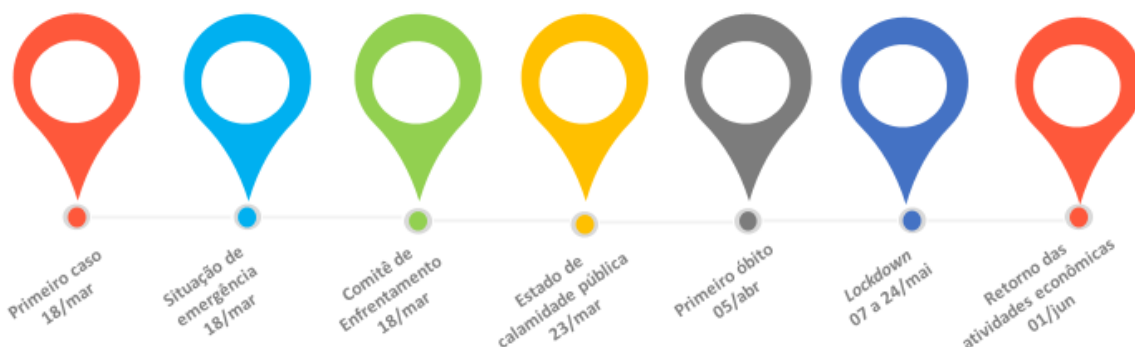 Primeiro caso
18/mar
Situação de
emergência
18/mar
Comitê de
Enfrentamento
18/mar
Estado de
calamidade pública
23/mar
Primeiro óbito
05/abr
Lockdown
07 a 24/mai
Retorno das
atividades econômicas
01/jun